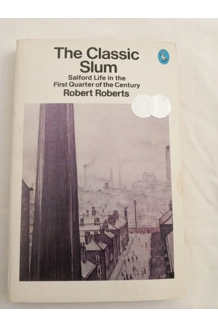 The Classic
Slum
Salford Life in the
First Quarter of the Century
Robert Roberts